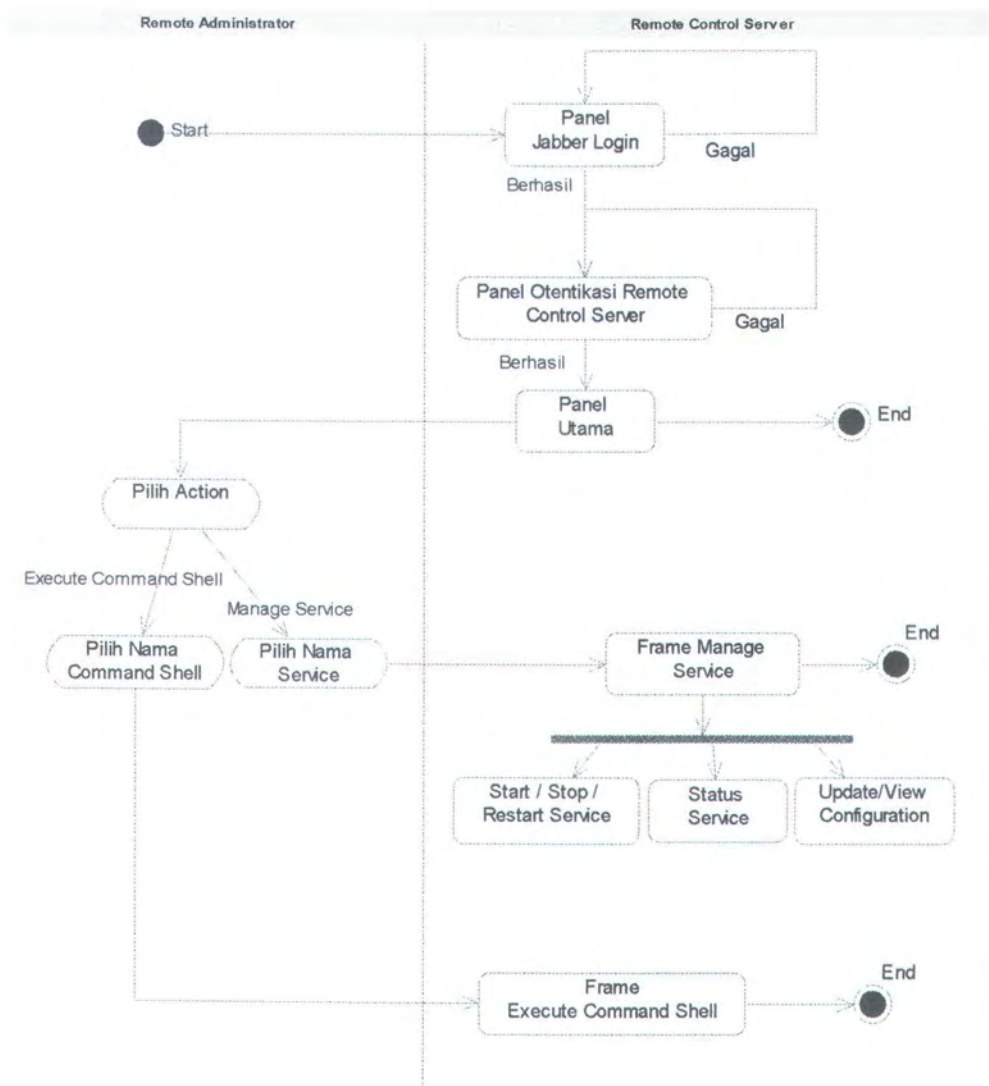 Remote Administrator
Remote Control Server
Start
Panel
Jabber Login
Gagal
Berhasil
Panel Otentikasi Remote
Control Server
Gagal
Berhasil
Panel
Utama
End
Pilih Action
Execute Command Shell
Manage Service
Pilih Nama
Command Shell
Pilih Nama
Service
Frame Manage
Service
End
Start / Stop /
Restart Service
Status
Service
Update/View
Configuration
Frame
Execute Command Shell
End